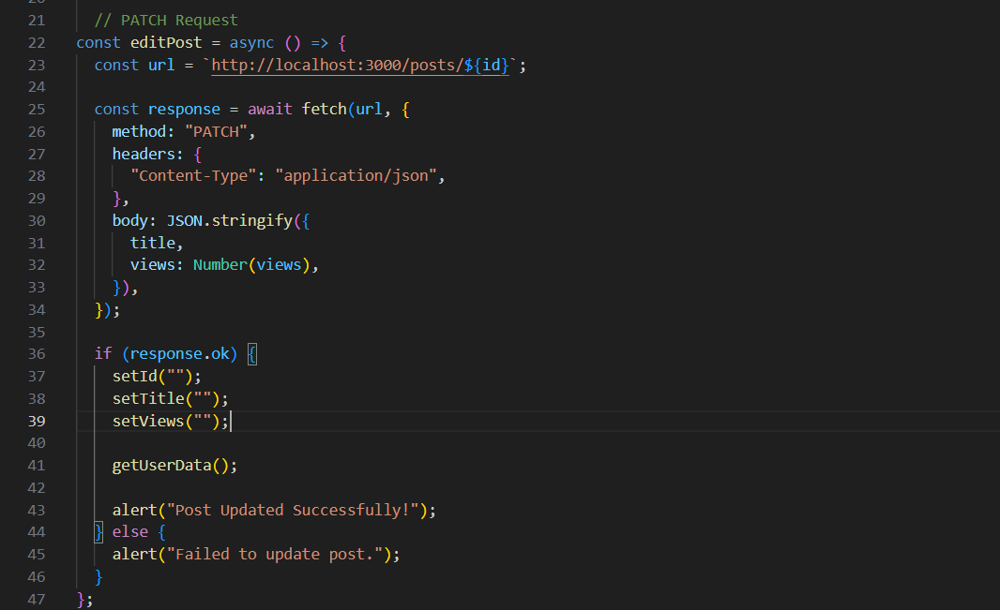 21 // PATCH Request
22 const editPost = async () => {
23 const url = `http://localhost:3000/posts/${id}`;
24
25 const response = await fetch(url, {
26 method: "PATCH",
27 headers: {
28 "Content-Type": "application/json",
29 },
30 body: JSON.stringify({
31 title,
32 views: Number(views),
33 }),
34 });
35
36 if (response.ok) {
37 setId("");
38 setTitle("");
39 setViews("");
40
41 getUserData();
42
43 alert("Post Updated Successfully!");
44 } else {
45 alert("Failed to update post.");
46 }
47 };